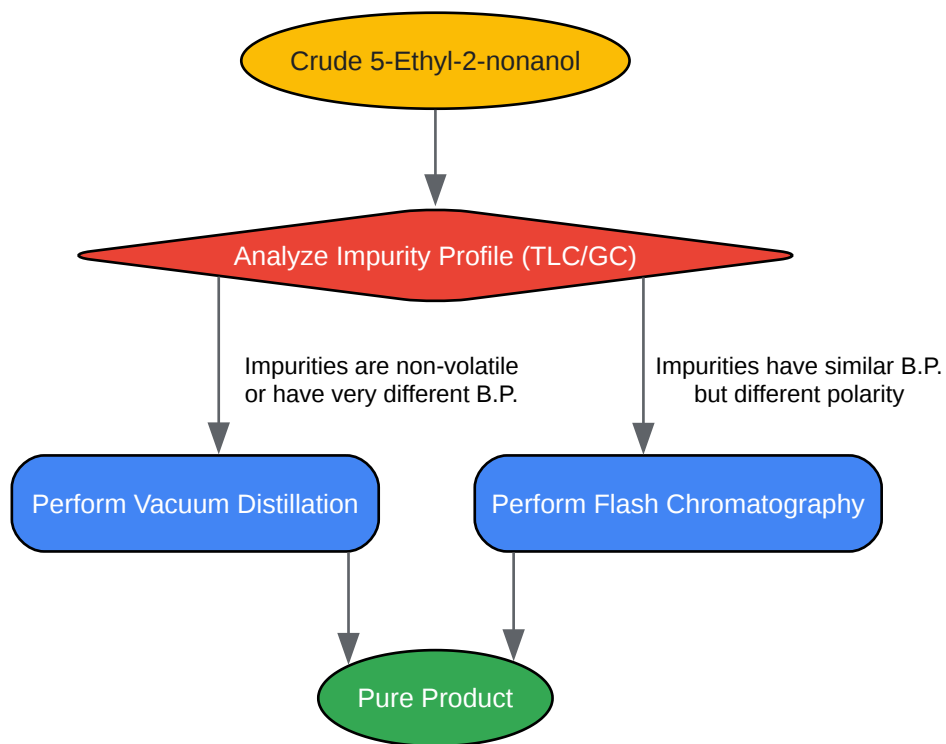 Crude 5-Ethyl-2-nonanol
Analyze Impurity Profile (TLC/GC)
Impurities are non-volatile
or have very different B.P.
Impurities have similar B.P.
but different polarity
Perform Vacuum Distillation
Perform Flash Chromatography
Pure Product